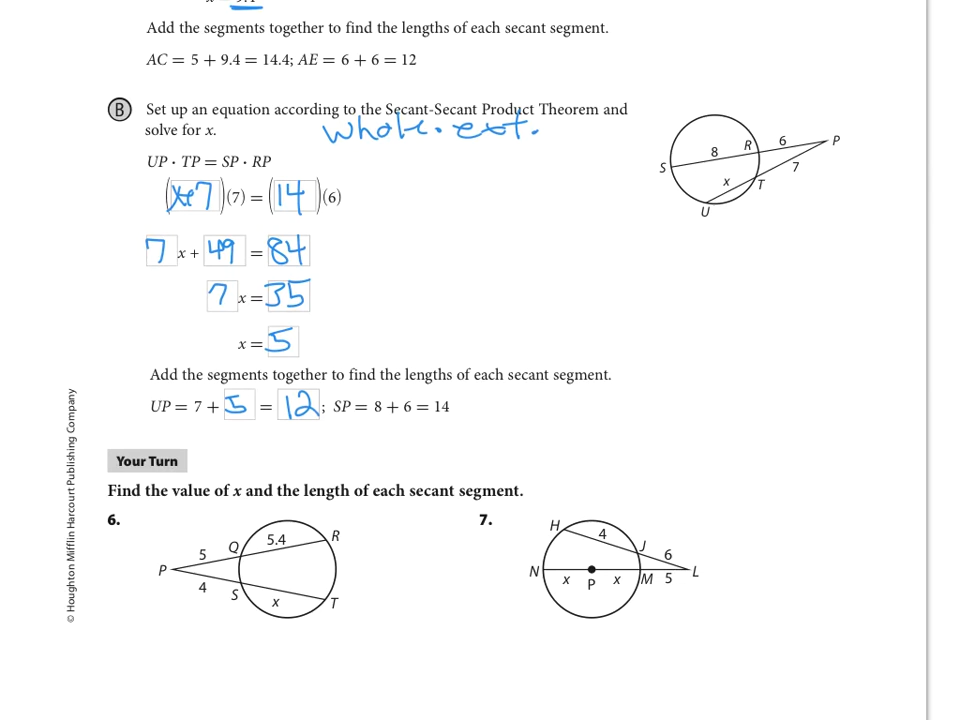 Add the segments together to find the lengths of each secant segment.
AC = 5 + 9.4 = 14.4; AE = 6 + 6 = 12
B Set up an equation according to the Secant-Secant Product Theorem and
solve for x.
whole · ext.
UP · TP = SP · RP
(x+7)(7) = (14)(6)
7 x + 49 = 84
7 x = 35
x = 5
Add the segments together to find the lengths of each secant segment.
UP = 7 + 5 = 12; SP = 8 + 6 = 14
S 8 R 6 P
x T 7
U
Your Turn
Find the value of x and the length of each secant segment.
6.
P 5 Q 5.4 R
4 S x T
7.
H 4 J 6
N x P x M 5 L
© Houghton Mifflin Harcourt Publishing Company